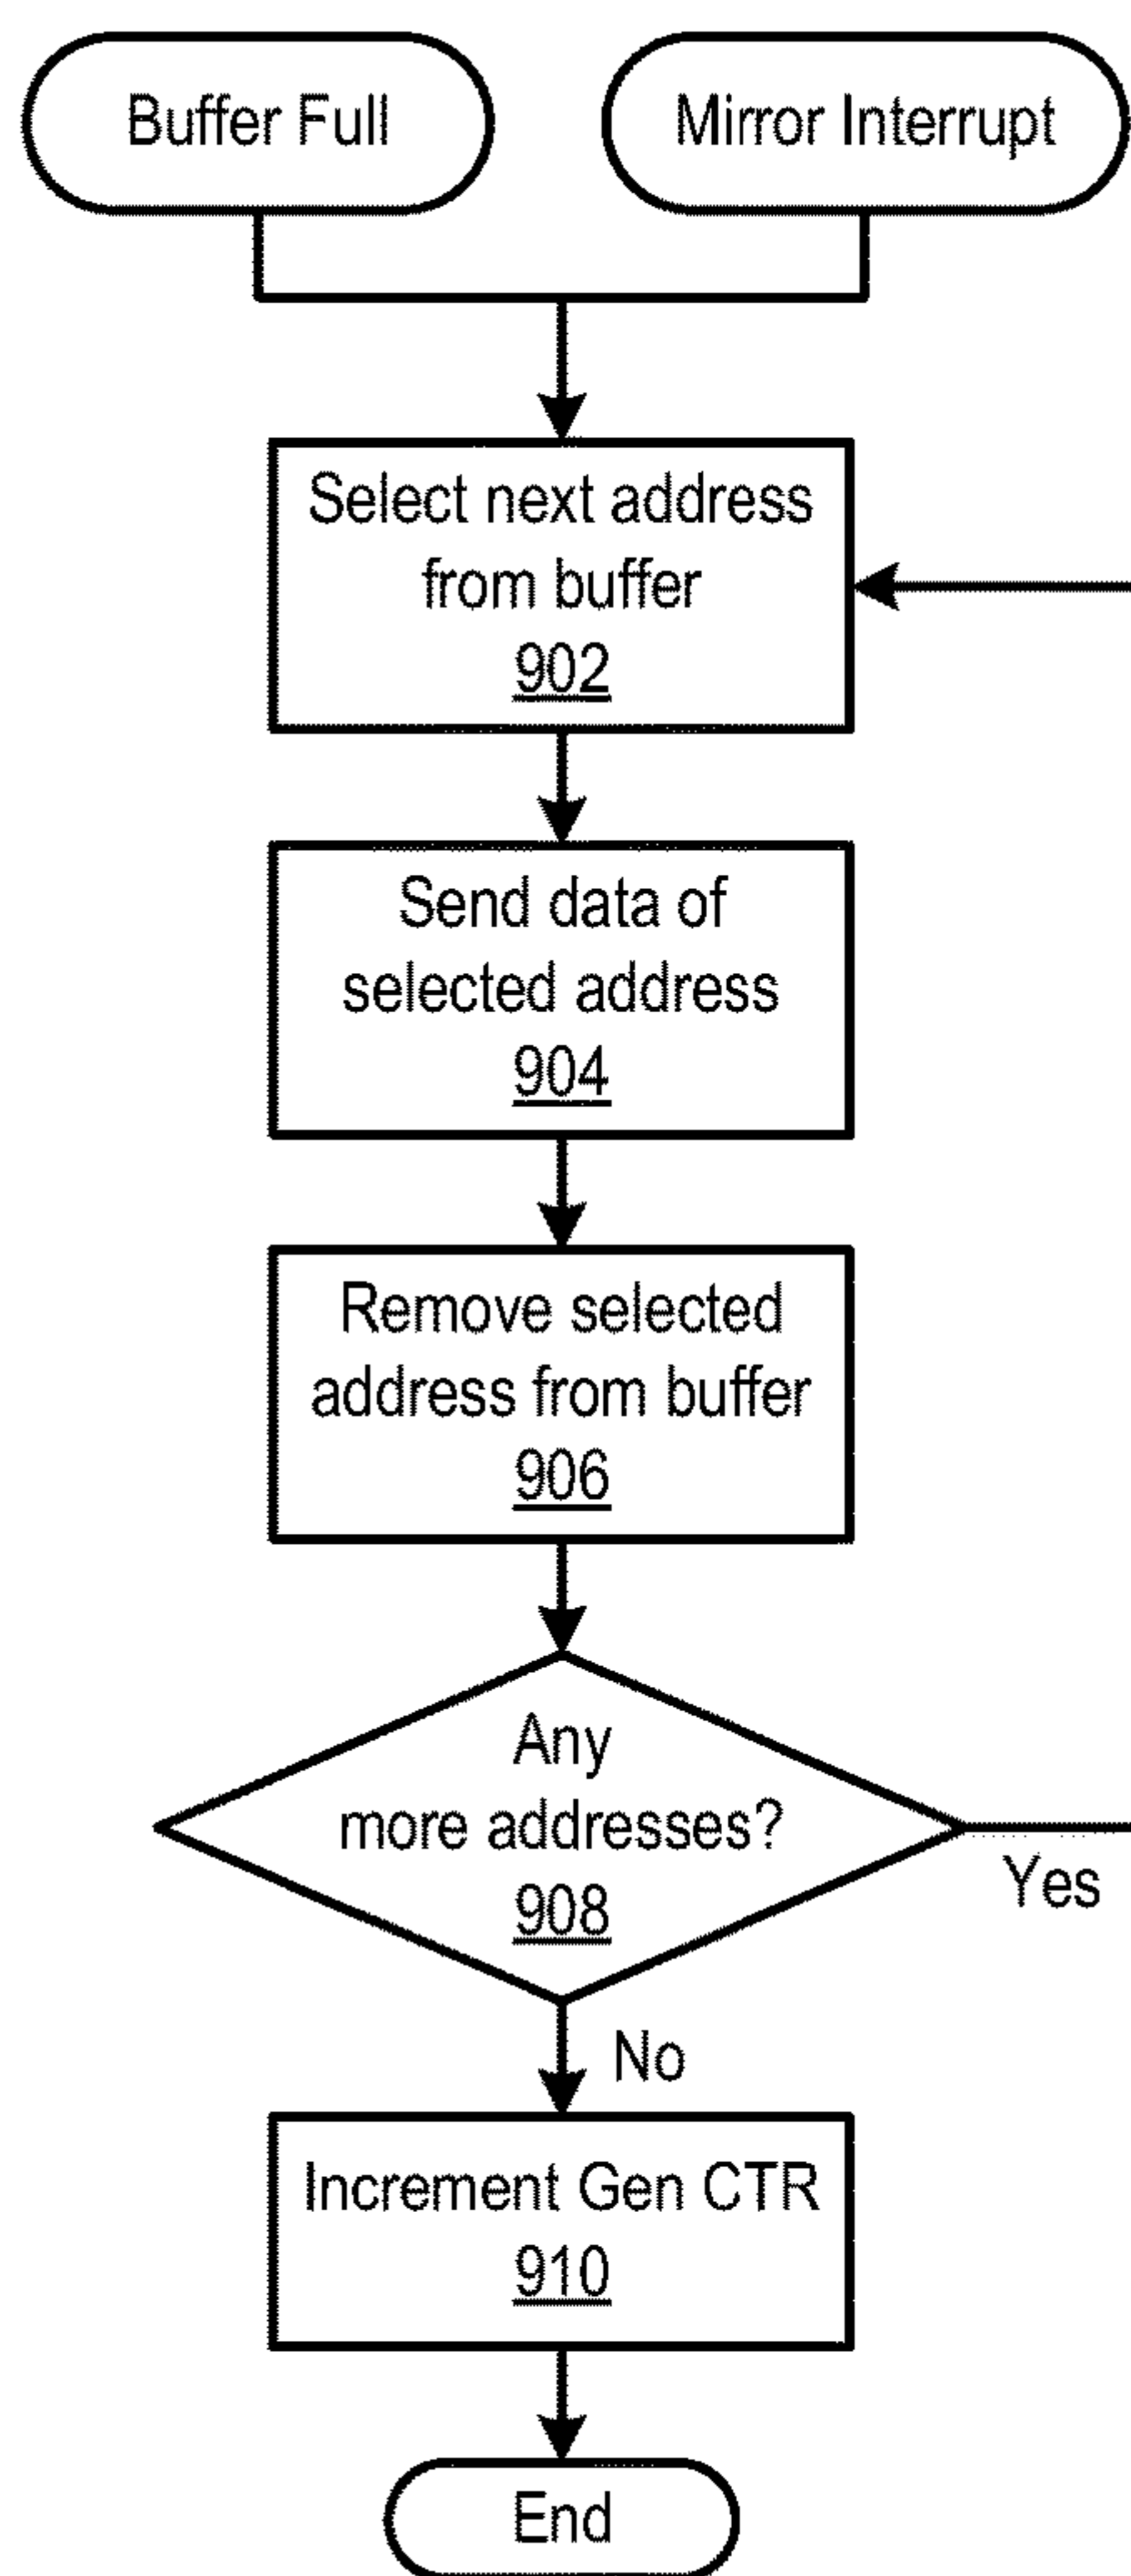 Buffer Full
Mirror Interrupt
Select next address
from buffer
902
Send data of
selected address
904
Remove selected
address from buffer
906
Any
more addresses?
908
Yes
No
Increment Gen CTR
910
End